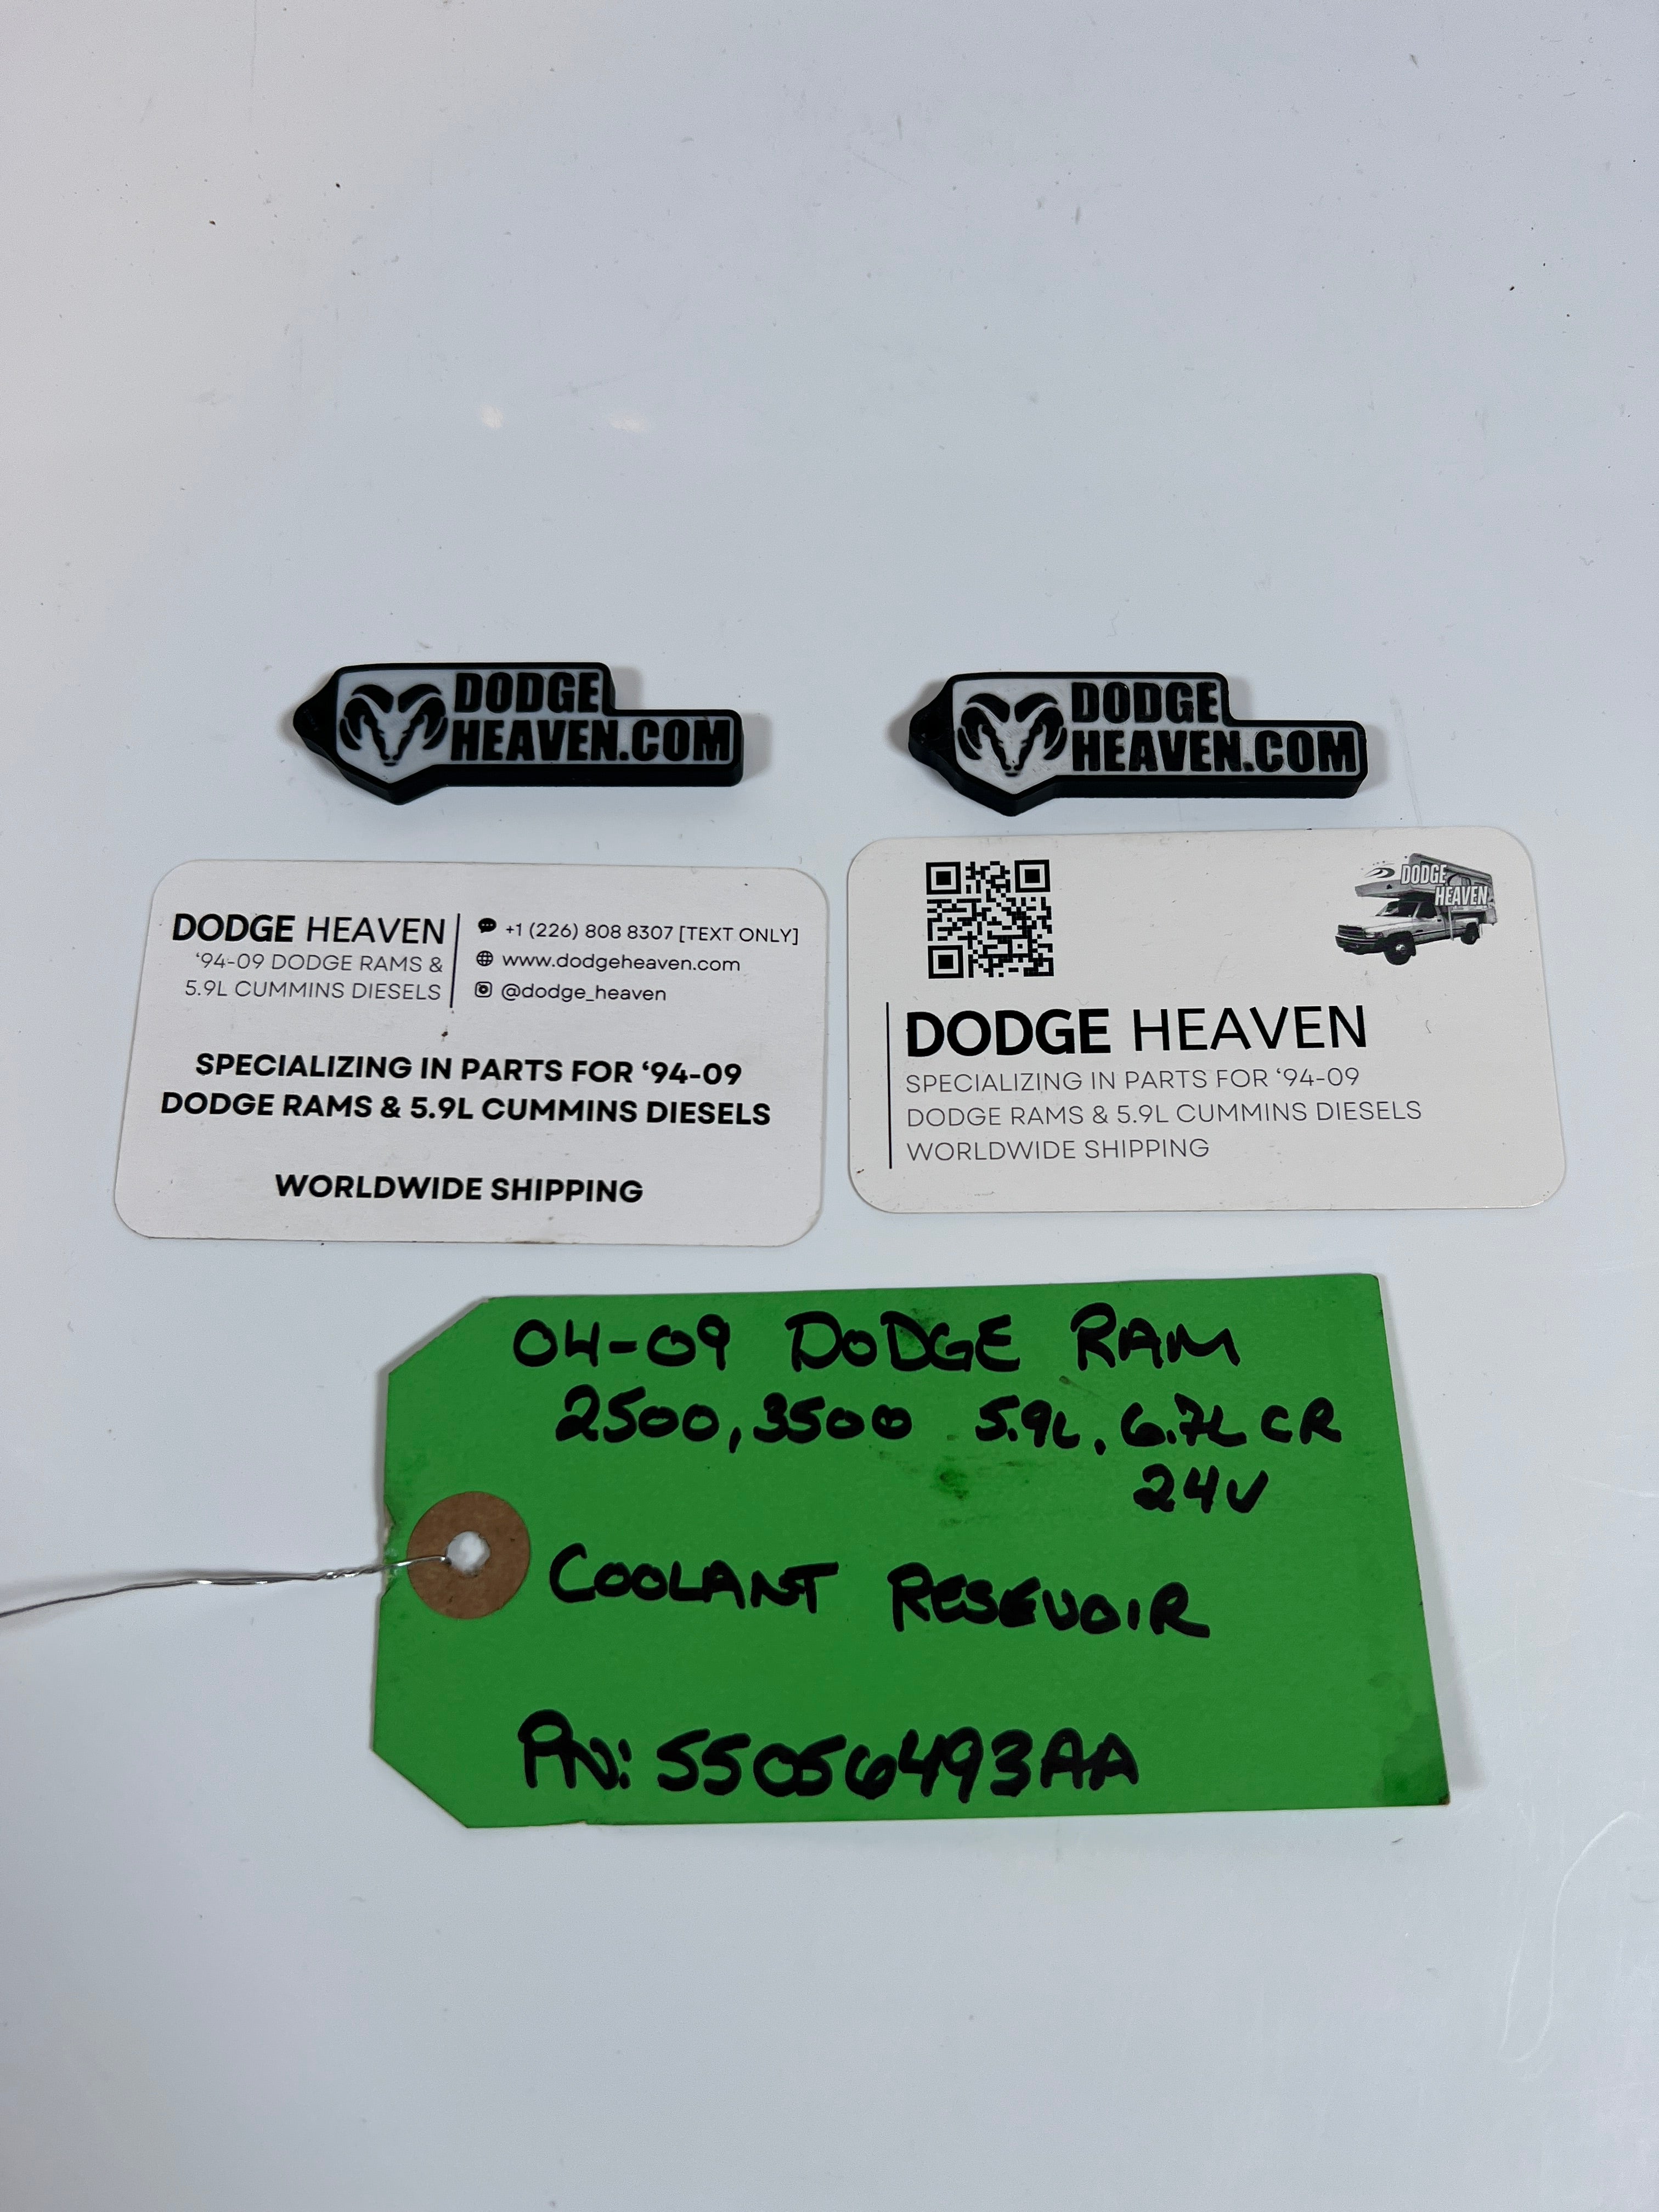 DODGE
HEAVEN.COM
DODGE
HEAVEN.COM
DODGE HEAVEN
‘94-09 DODGE RAMS &
5.9L CUMMINS DIESELS
+1 (226) 808 8307 [TEXT ONLY]
www.dodgeheaven.com
@dodge_heaven
SPECIALIZING IN PARTS FOR ‘94-09
DODGE RAMS & 5.9L CUMMINS DIESELS
WORLDWIDE SHIPPING
DODGE
HEAVEN
DODGE HEAVEN
SPECIALIZING IN PARTS FOR ‘94-09
DODGE RAMS & 5.9L CUMMINS DIESELS
WORLDWIDE SHIPPING
04-09 DODGE RAM
2500, 3500 5.9L, 6.7L CR
24V
COOLANT RESEVOIR
PN: 55056493AA